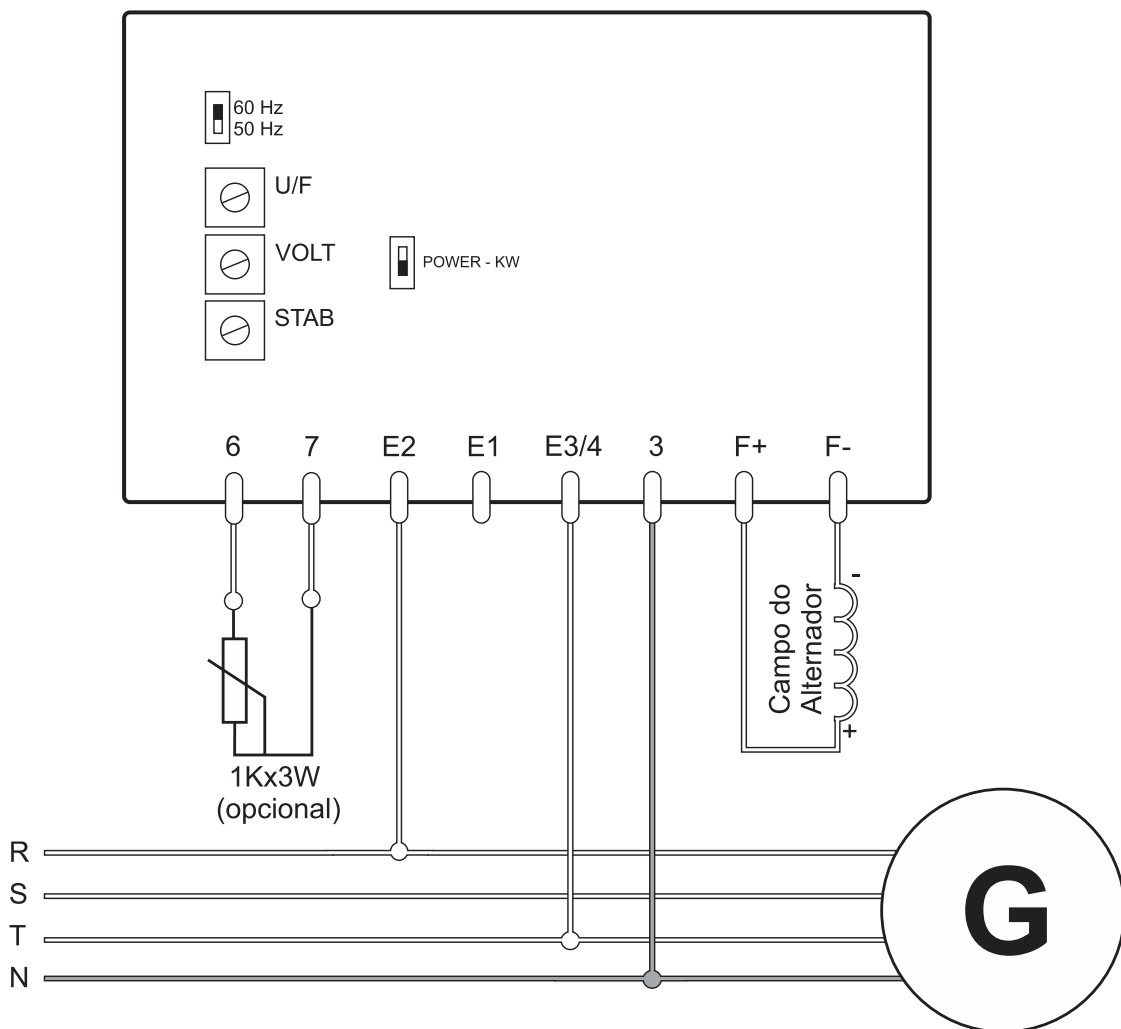 60 Hz
50 Hz
U/F
VOLT
POWER - KW
STAB
6 7 E2 E1 E3/4 3 F+ F-
-
Campo do
Alternador
+
1Kx3W
(opcional)
R
S
T
N
G